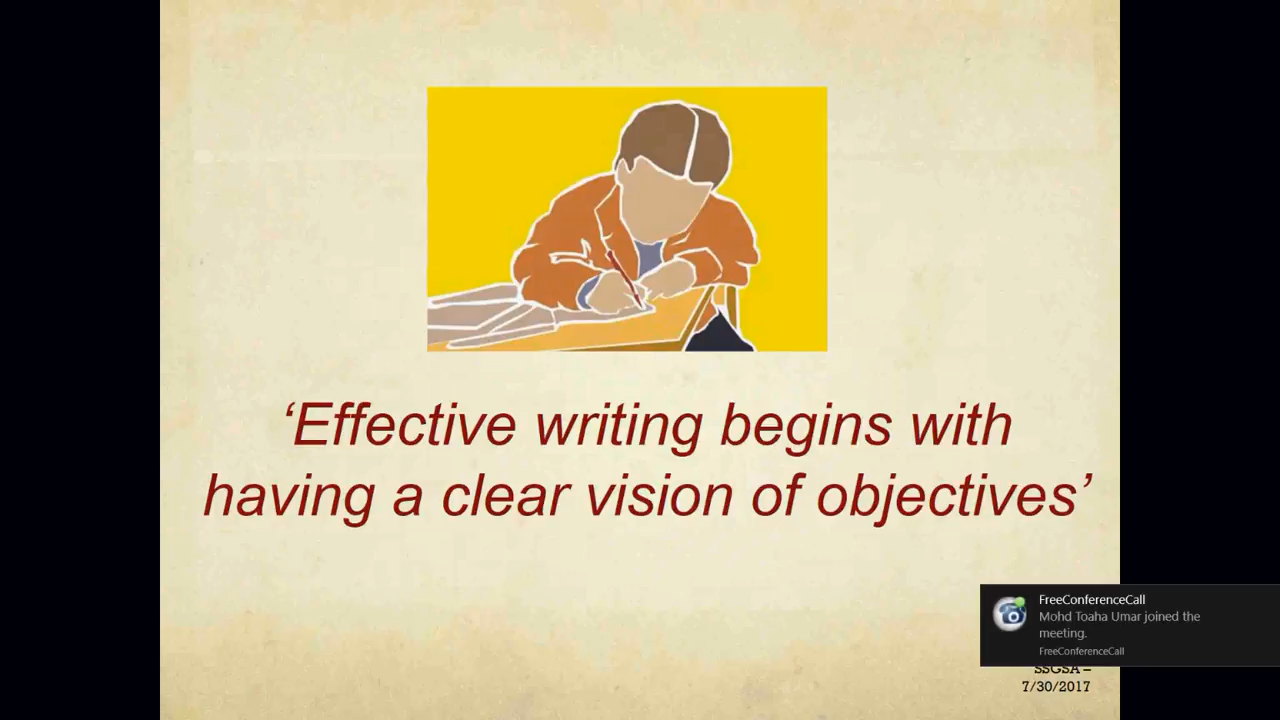 ‘Effective writing begins with
having a clear vision of objectives’
FreeConferenceCall
Mohd Toaha Umar joined the
meeting.
FreeConferenceCall
SSGSA –
7/30/2017